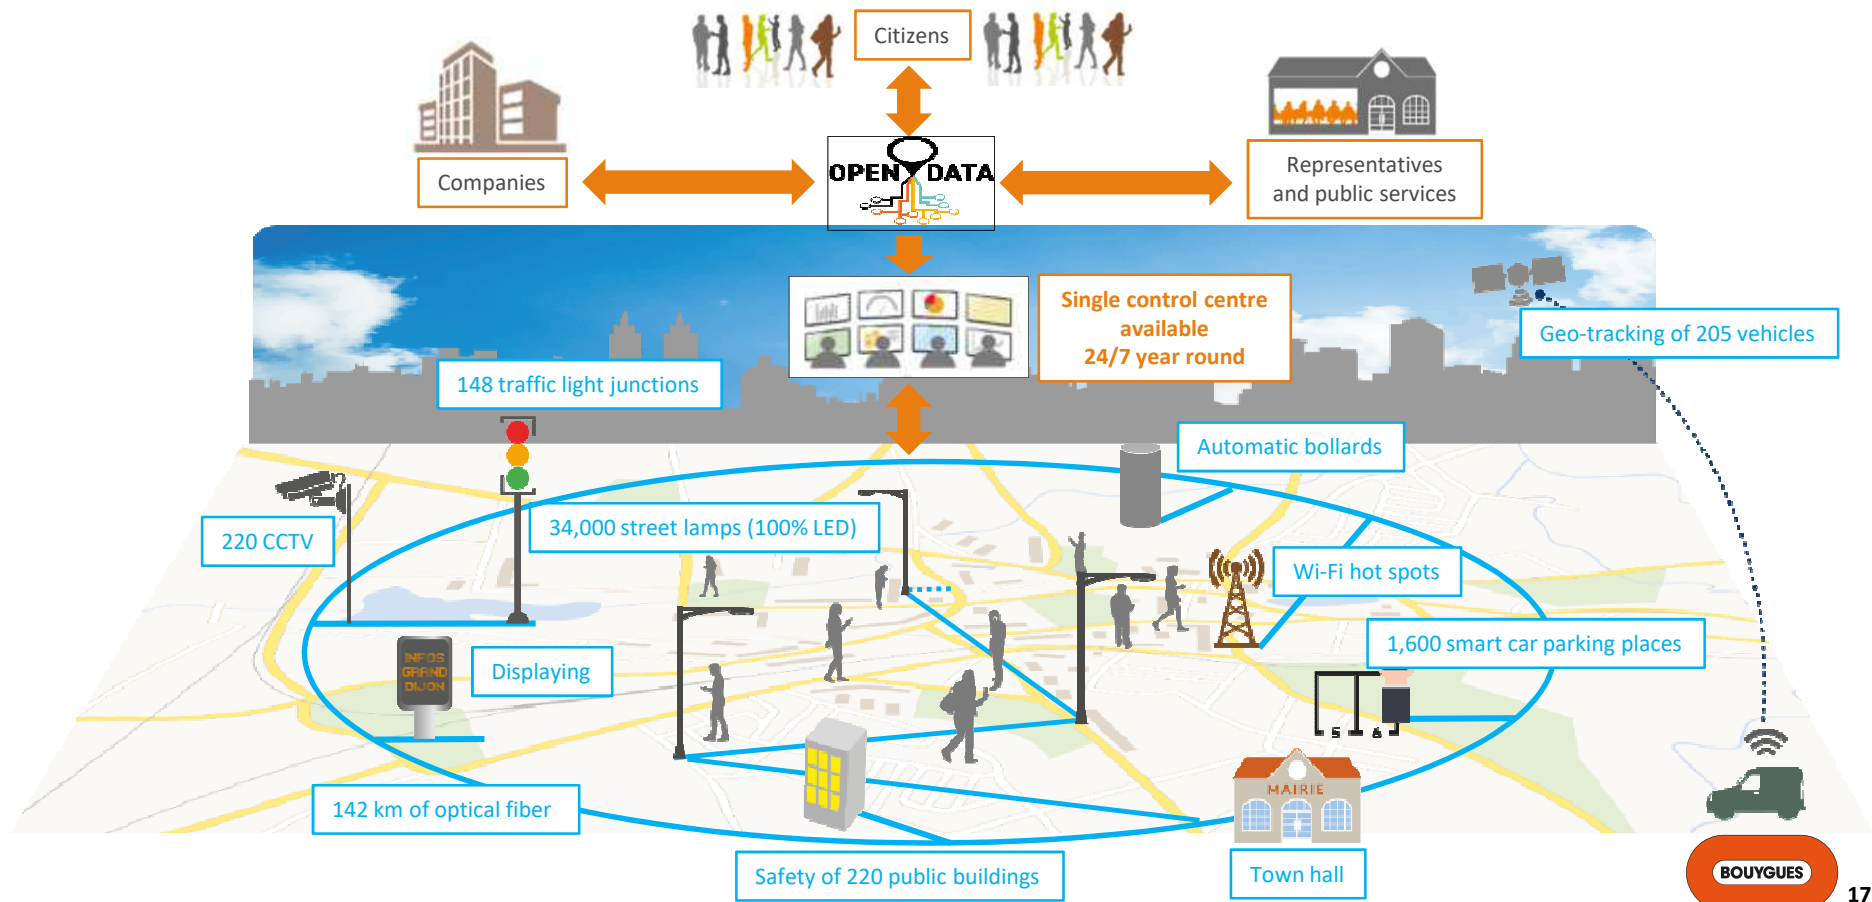 Citizens
Companies
OPEN DATA
Representatives
and public services
Single control centre
available
24/7 year round
Geo-tracking of 205 vehicles
148 traffic light junctions
Automatic bollards
220 CCTV
34,000 street lamps (100% LED)
Wi-Fi hot spots
1,600 smart car parking places
INFOS
GRAND
DIJON
Displaying
5 6
MAIRIE
142 km of optical fiber
Safety of 220 public buildings
Town hall
BOUYGUES
17